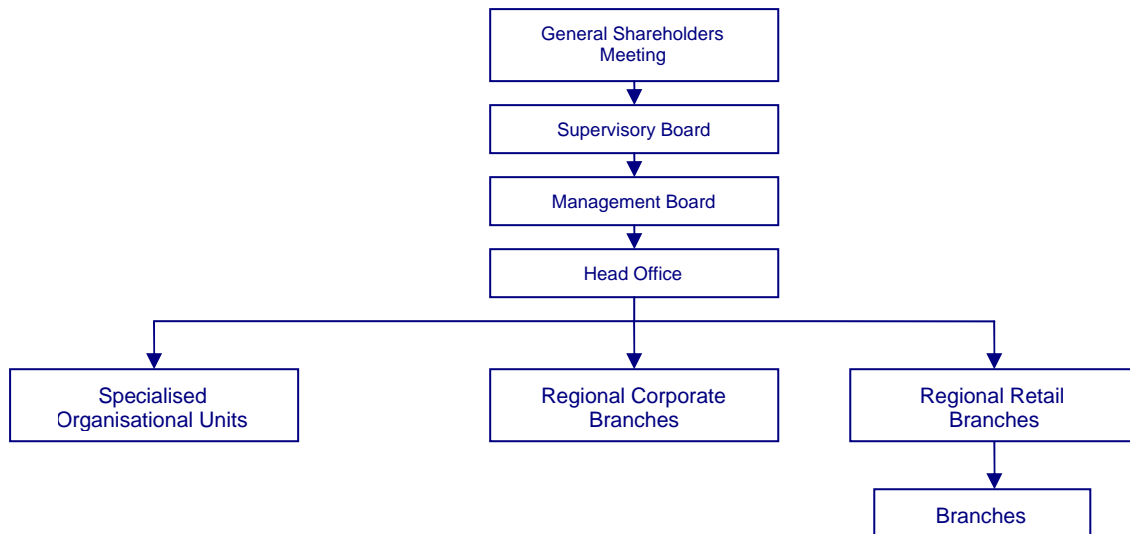 General Shareholders
Meeting
Supervisory Board
Management Board
Head Office
Specialised
Organisational Units
Regional Corporate
Branches
Regional Retail
Branches
Branches